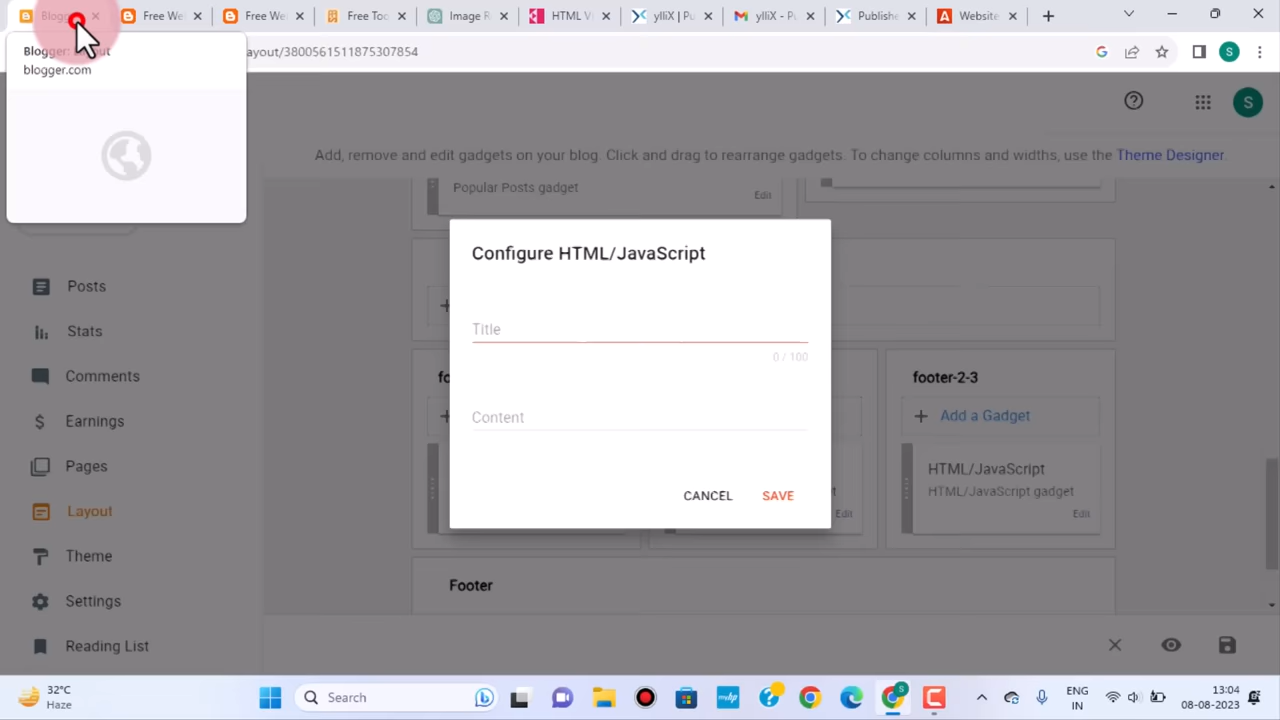 Free We
Free We
Free Too
Image R
HTML V
ylliX | Pu
ylliX - Pu
Publishe
Website
Blogger: Layout
blogger.com
ayout/3800561511875307854
S
S
Add, remove and edit gadgets on your blog. Click and drag to rearrange gadgets. To change columns and widths, use the Theme Designer.
Popular Posts gadget
Edit
Configure HTML/JavaScript
Title
0 / 100
Content
CANCEL
SAVE
Posts
Stats
Comments
Earnings
Pages
Layout
Theme
Settings
Reading List
footer-2-3
Add a Gadget
HTML/JavaScript
HTML/JavaScript gadget
Edit
Edit
Footer
32°C
Haze
Search
ENG
IN
13:04
08-08-2023